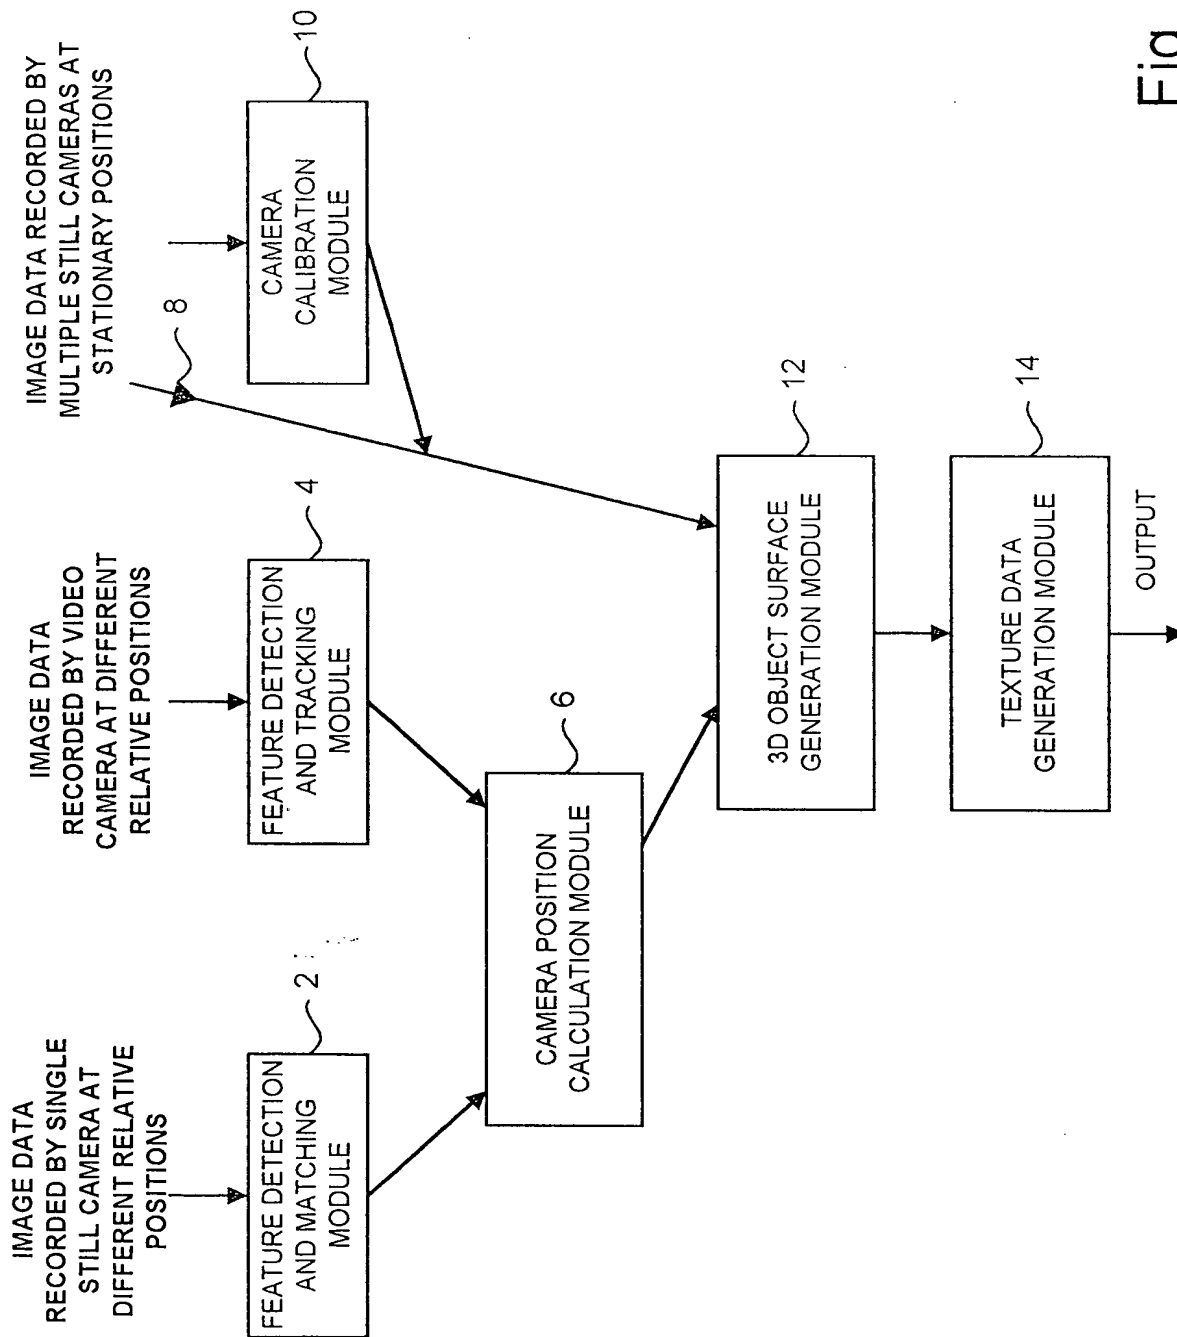 IMAGE DATA
RECORDED BY SINGLE
STILL CAMERA AT
DIFFERENT RELATIVE
POSITIONS
IMAGE DATA
RECORDED BY VIDEO
CAMERA AT DIFFERENT
RELATIVE POSITIONS
IMAGE DATA RECORDED BY
MULTIPLE STILL CAMERAS AT
STATIONARY POSITIONS
8
FEATURE DETECTION
AND MATCHING
MODULE
2
FEATURE DETECTION
AND TRACKING
MODULE
4
CAMERA
CALIBRATION
MODULE
10
CAMERA POSITION
CALCULATION MODULE
6
3D OBJECT SURFACE
GENERATION MODULE
12
TEXTURE DATA
GENERATION MODULE
14
OUTPUT
Fig